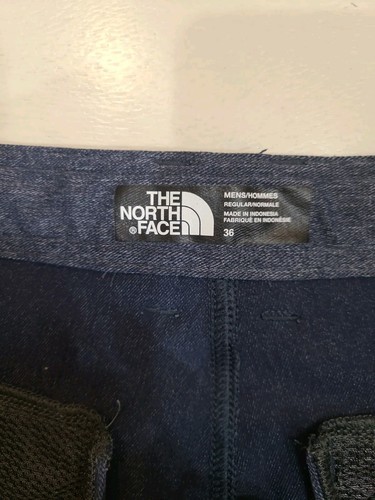 THE
NORTH
®FACE
MENS/HOMMES
REGULAR/NORMALE
MADE IN INDONESIA
FABRIQUÉ EN INDONÉSIE
36